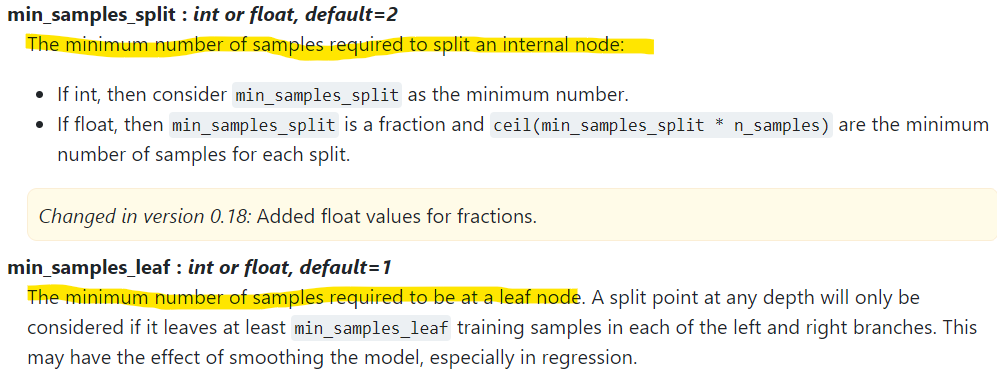 min_samples_split : int or float, default=2
The minimum number of samples required to split an internal node:
• If int, then consider min_samples_split as the minimum number.
• If float, then min_samples_split is a fraction and ceil(min_samples_split * n_samples) are the minimum
number of samples for each split.
Changed in version 0.18: Added float values for fractions.
min_samples_leaf : int or float, default=1
The minimum number of samples required to be at a leaf node. A split point at any depth will only be
considered if it leaves at least min_samples_leaf training samples in each of the left and right branches. This
may have the effect of smoothing the model, especially in regression.